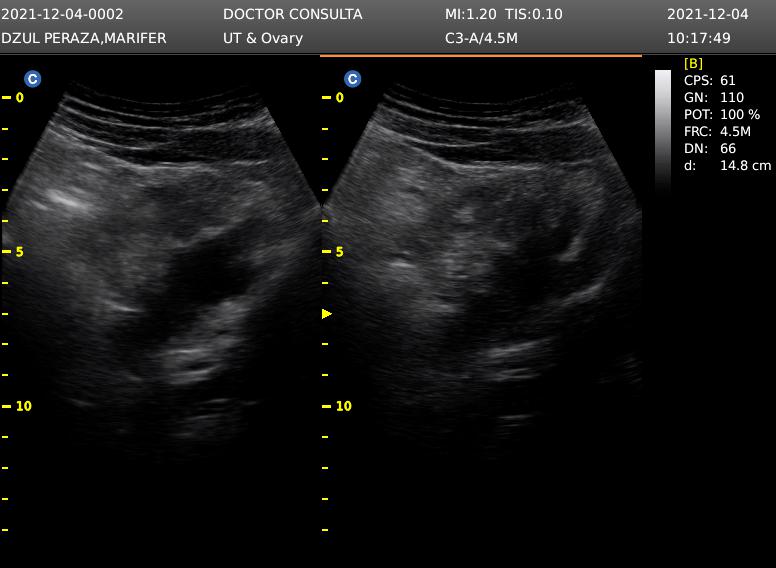 2021-12-04-0002 DOCTOR CONSULTA MI:1.20 TIS:0.10 2021-12-04
DZUL PERAZA,MARIFER UT & Ovary C3-A/4.5M 10:17:49
[B]
CPS: 61
GN: 110
POT: 100 %
FRC: 4.5M
DN: 66
d: 14.8 cm
C C
0 0
5 5
10 10